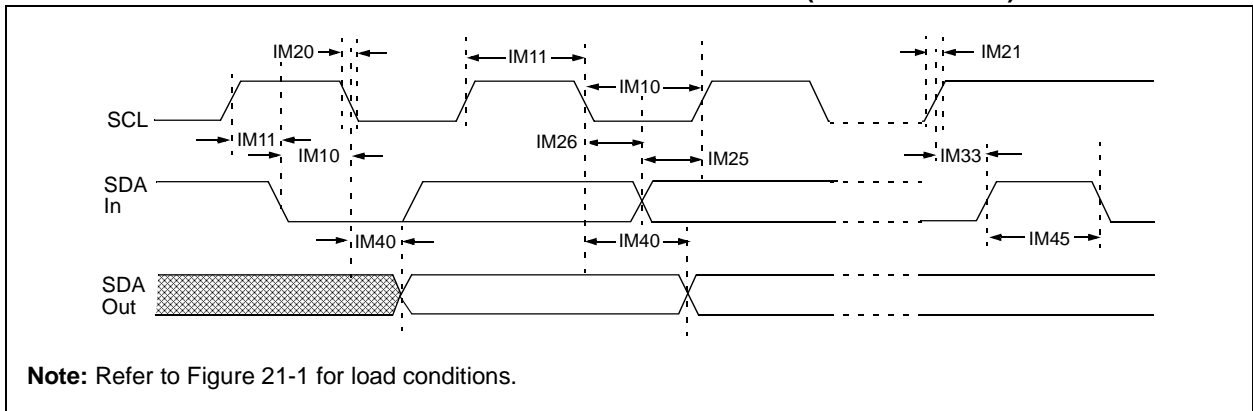 IM20
IM11
IM21
IM10
SCL
IM11
IM26
IM10
IM25
IM33
SDA
In
IM40
IM40
IM45
SDA
Out
Note: Refer to Figure 21-1 for load conditions.